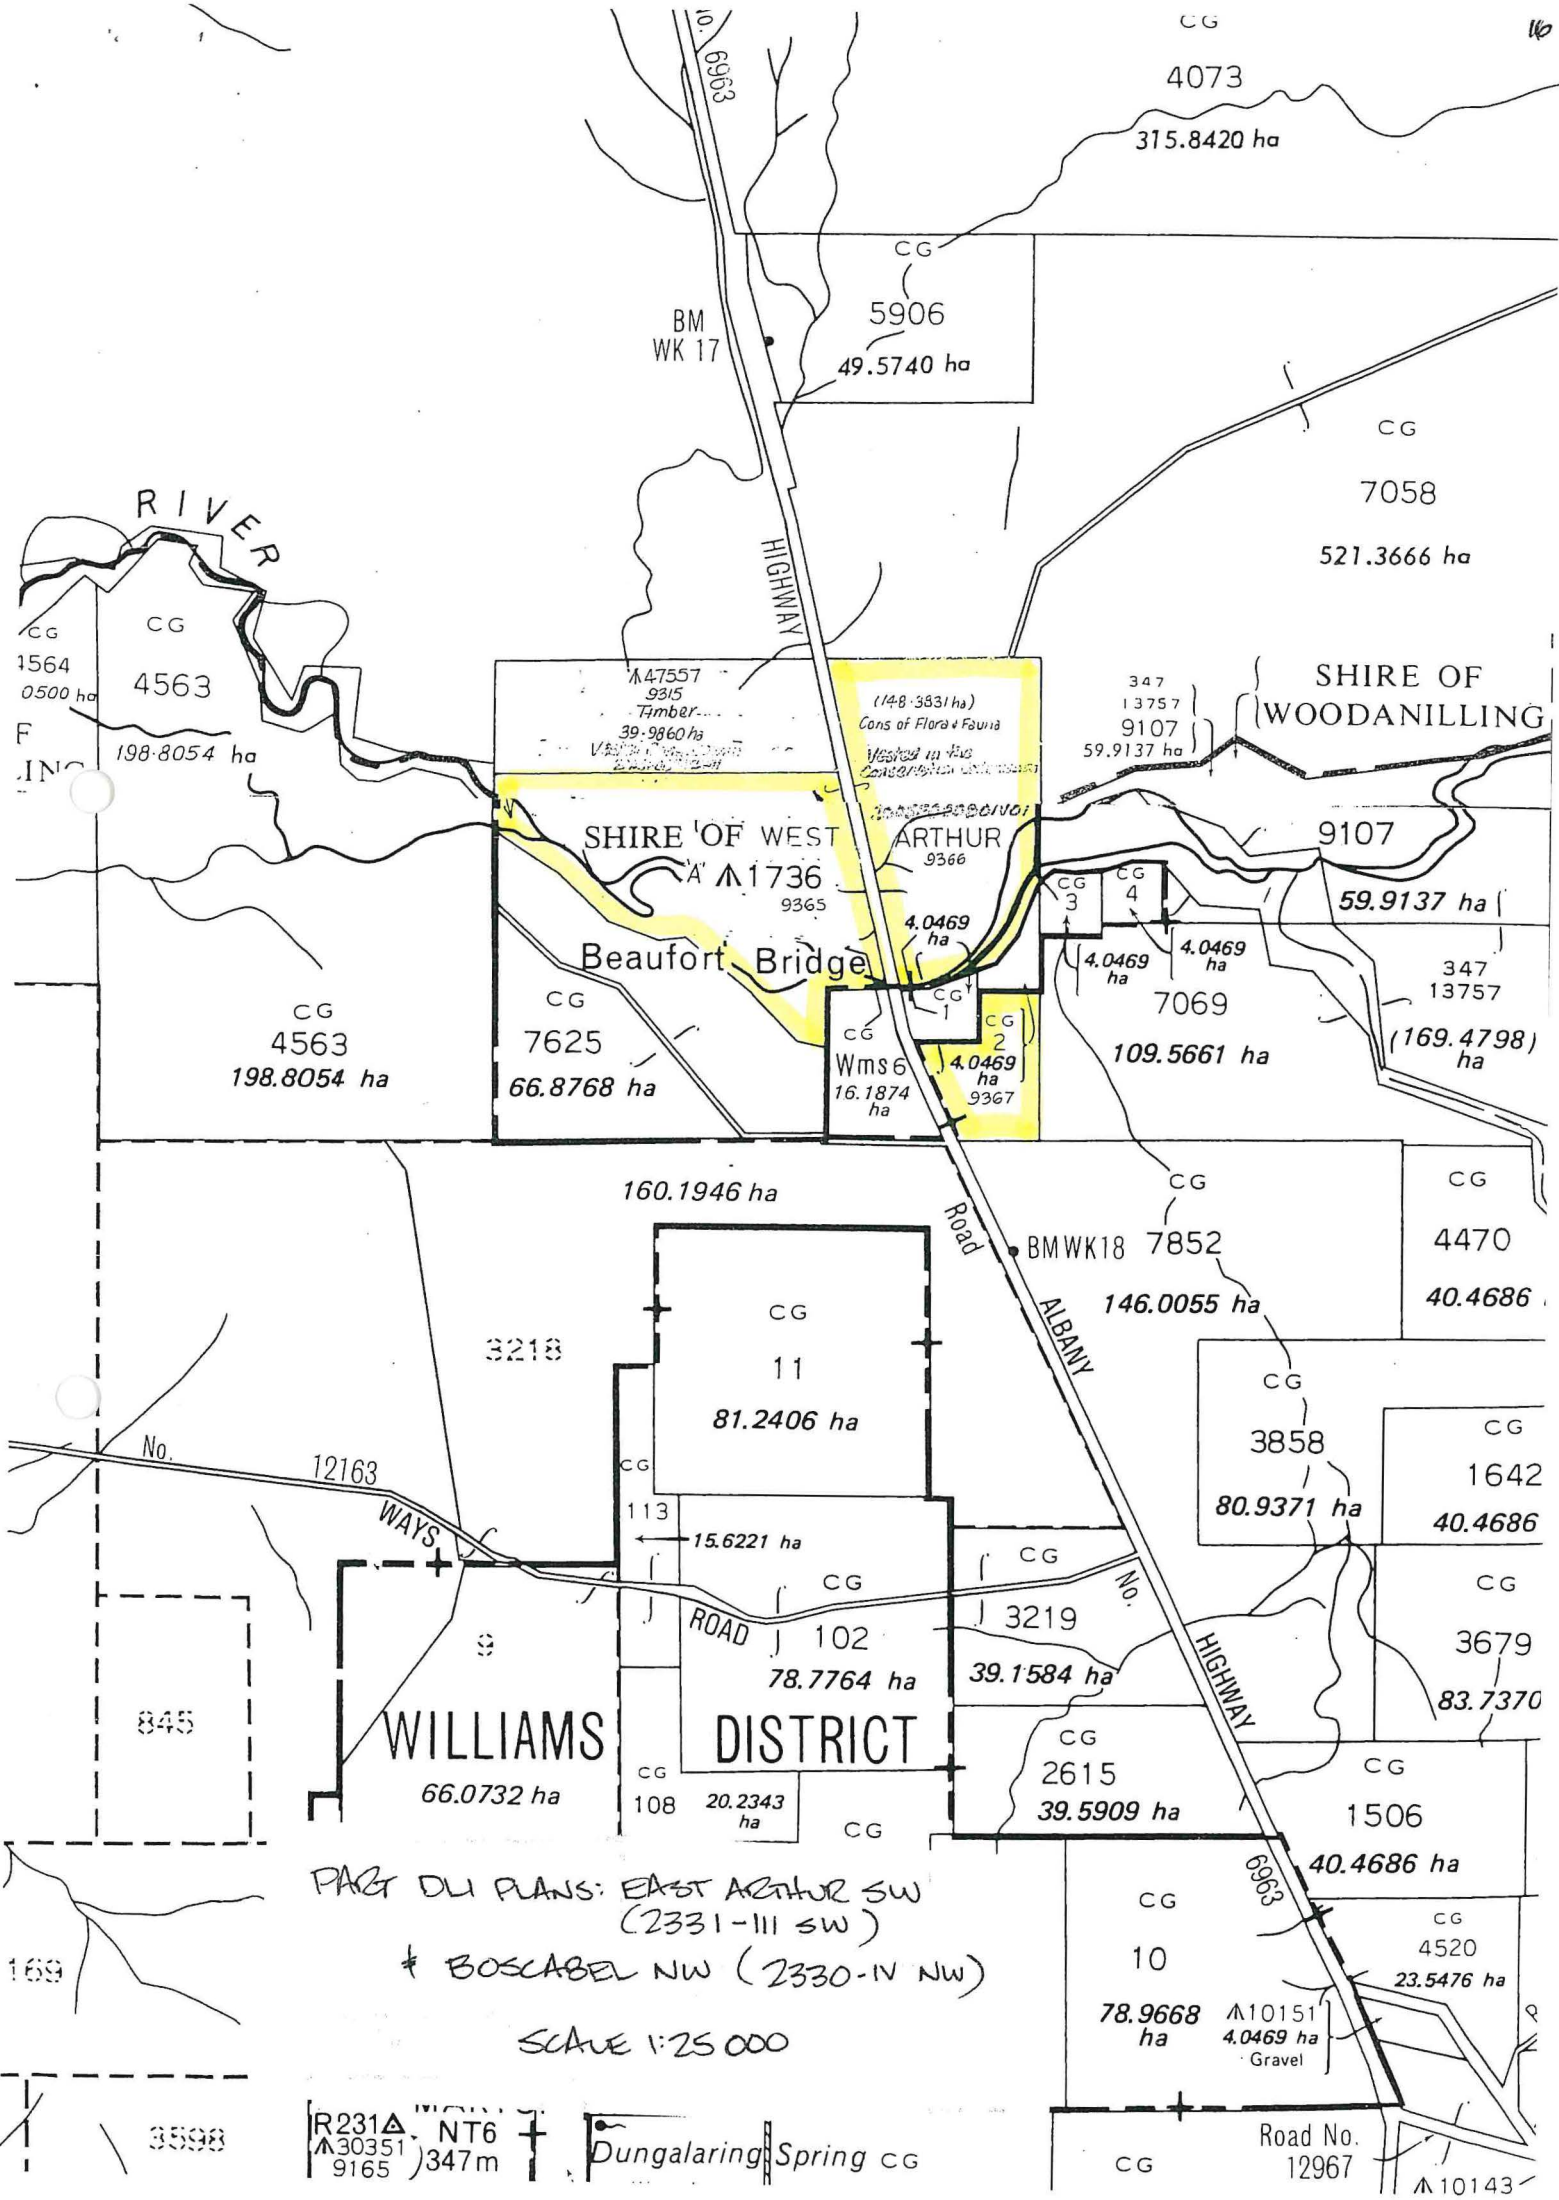 CG
16
4073
315.8420 ha
No. 6963
CG
5906
49.5740 ha
BM
WK 17
CG
7058
521.3666 ha
RIVER
HIGHWAY
CG
0500 ha
CG
4563
198.8054 ha
47557
9315
Timber
39.9860 ha
(148.3831 ha)
Cons of Flora & Fauna
Vested in the
347
13757
9107
59.9137 ha
SHIRE OF
WOODANILLING
SHIRE OF WEST ARTHUR
9366
'A' 1736
9365
9107
59.9137 ha
CG
3
CG
4
4.0469
ha
4.0469
ha
4.0469
ha
Beaufort Bridge
CG
1
CG
2
4.0469
ha
9367
CG
4563
198.8054 ha
CG
7625
66.8768 ha
CG
Wms 6
16.1874
ha
7069
109.5661 ha
347
13757
(169.4798)
ha
160.1946 ha
Road
BM WK18
CG
7852
146.0055 ha
CG
4470
40.4686
ALBANY
3218
CG
11
81.2406 ha
CG
3858
80.9371 ha
CG
1642
40.4686
No. 12163
WAYS
ROAD
CG
113
15.6221 ha
CG
102
78.7764 ha
CG
3219
39.1584 ha
No.
HIGHWAY
CG
3679
83.7370
9
845
WILLIAMS DISTRICT
66.0732 ha
CG
108
20.2343
ha
CG
CG
2615
39.5909 ha
CG
1506
40.4686 ha
PART DLI PLANS: EAST ARTHUR SW
(2331-III SW)
& BOSCABEL NW (2330-IV NW)
SCALE 1:25 000
6963
CG
10
78.9668
ha
10151
4.0469 ha
Gravel
CG
4520
23.5476 ha
169
3598
R231 NT6
30351
9165 347m
Dungalaring Spring CG
CG
Road No.
12967
10143